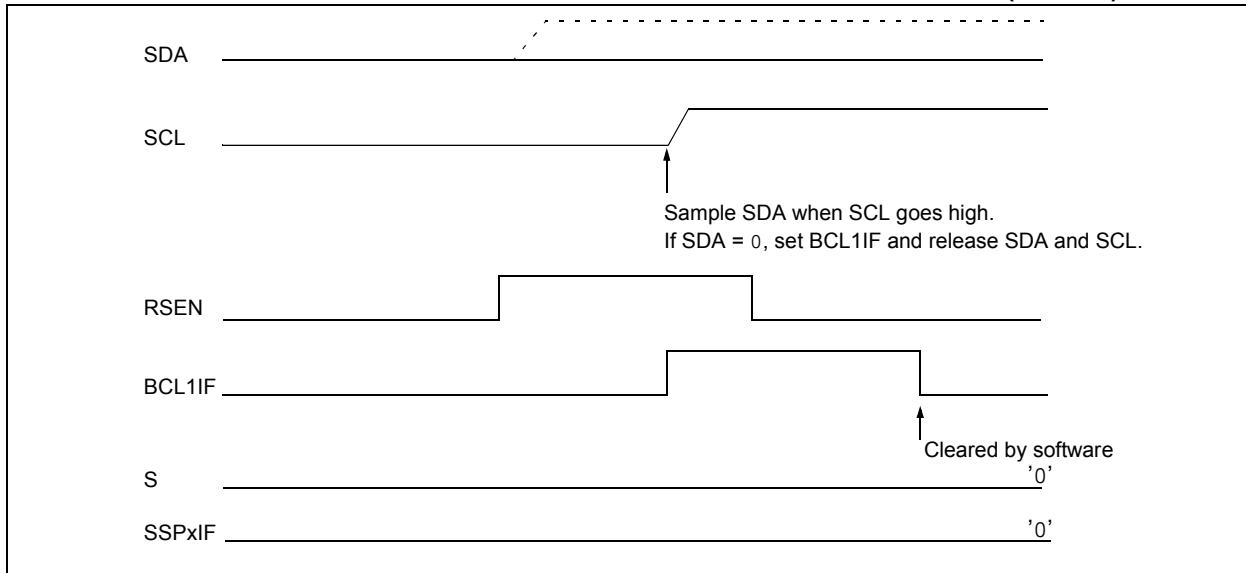 SDA
SCL
Sample SDA when SCL goes high.
If SDA = 0, set BCL1IF and release SDA and SCL.
RSEN
BCL1IF
Cleared by software
S
'0'
SSPxIF
'0'